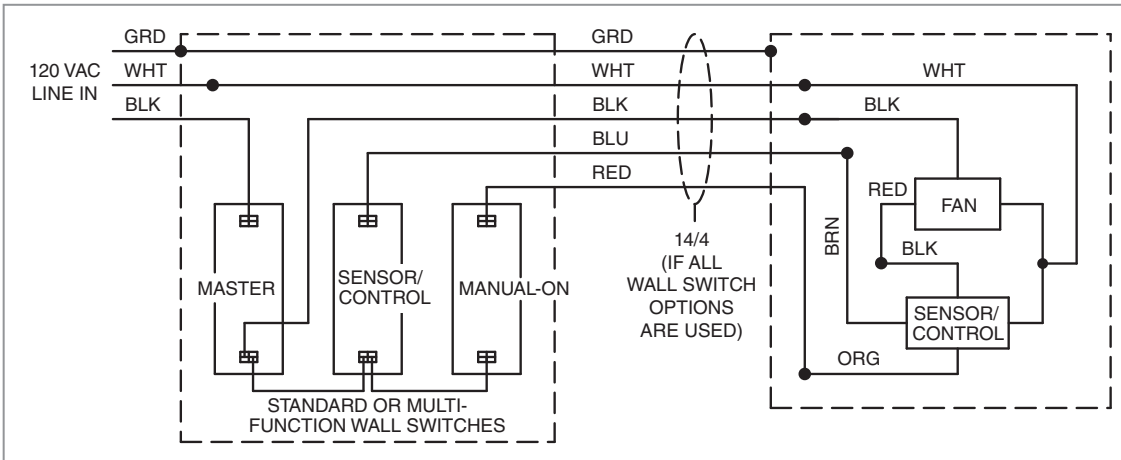 GRD
GRD
120 VAC
LINE IN
WHT
WHT
WHT
BLK
BLK
BLK
BLU
RED
RED
FAN
BRN
BLK
14/4
(IF ALL
WALL SWITCH
OPTIONS
ARE USED)
MASTER
SENSOR/
CONTROL
MANUAL-ON
SENSOR/
CONTROL
ORG
STANDARD OR MULTI-
FUNCTION WALL SWITCHES